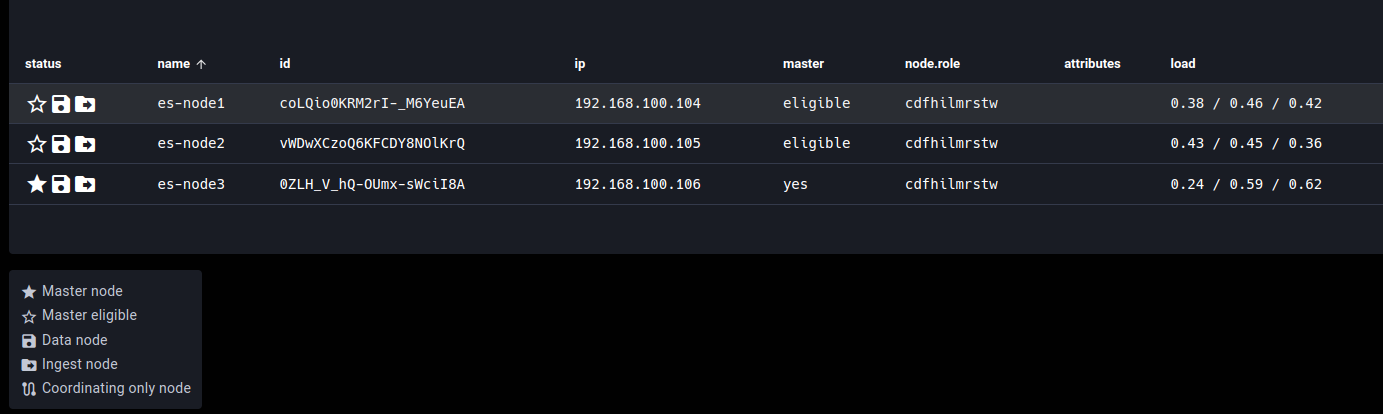 status name ↑ id ip master node.role attributes load
es-node1 coLQio0KRM2rI-_M6YeuEA 192.168.100.104 eligible cdfhilmrstw 0.38 / 0.46 / 0.42
es-node2 vWDwXCzoQ6KFCDY8NOlKrQ 192.168.100.105 eligible cdfhilmrstw 0.43 / 0.45 / 0.36
es-node3 0ZLH_V_hQ-OUmx-sWciI8A 192.168.100.106 yes cdfhilmrstw 0.24 / 0.59 / 0.62
Master node
Master eligible
Data node
Ingest node
Coordinating only node